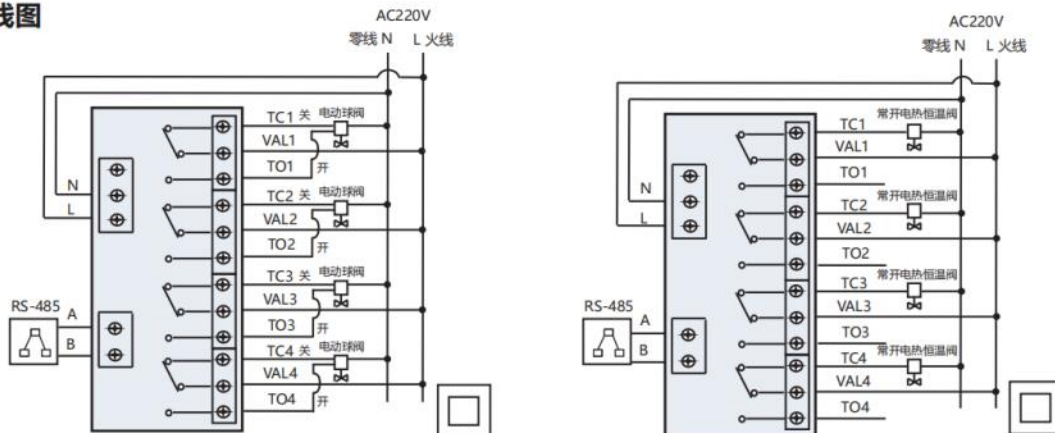 线图
AC220V
零线 N L 火线
TC1 关 电动球阀
VAL1
TO1 开
N
L
TC2 关 电动球阀
VAL2
TO2 开
TC3 关 电动球阀
VAL3
TO3 开
RS-485
A
B
TC4 关 电动球阀
VAL4
TO4 开
AC220V
零线 N L 火线
TC1 常开电热恒温阀
VAL1
TO1
N
L
TC2 常开电热恒温阀
VAL2
TO2
TC3 常开电热恒温阀
VAL3
TO3
RS-485
A
B
TC4 常开电热恒温阀
VAL4
TO4